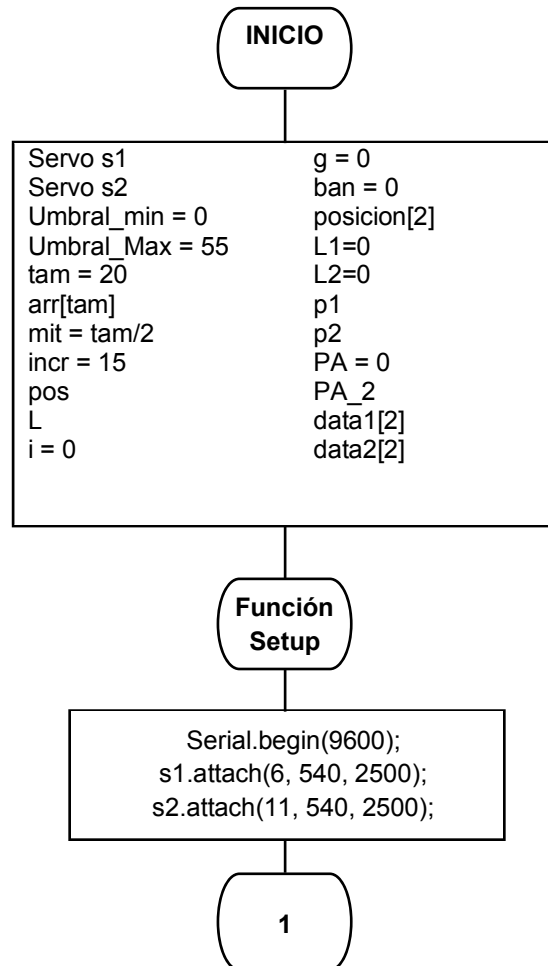 INICIO
Servo s1
Servo s2
Umbral_min = 0
Umbral_Max = 55
tam = 20
arr[tam]
mit = tam/2
incr = 15
pos
L
i = 0
g = 0
ban = 0
posicion[2]
L1=0
L2=0
p1
p2
PA = 0
PA_2
data1[2]
data2[2]
Función
Setup
Serial.begin(9600);
s1.attach(6, 540, 2500);
s2.attach(11, 540, 2500);
1